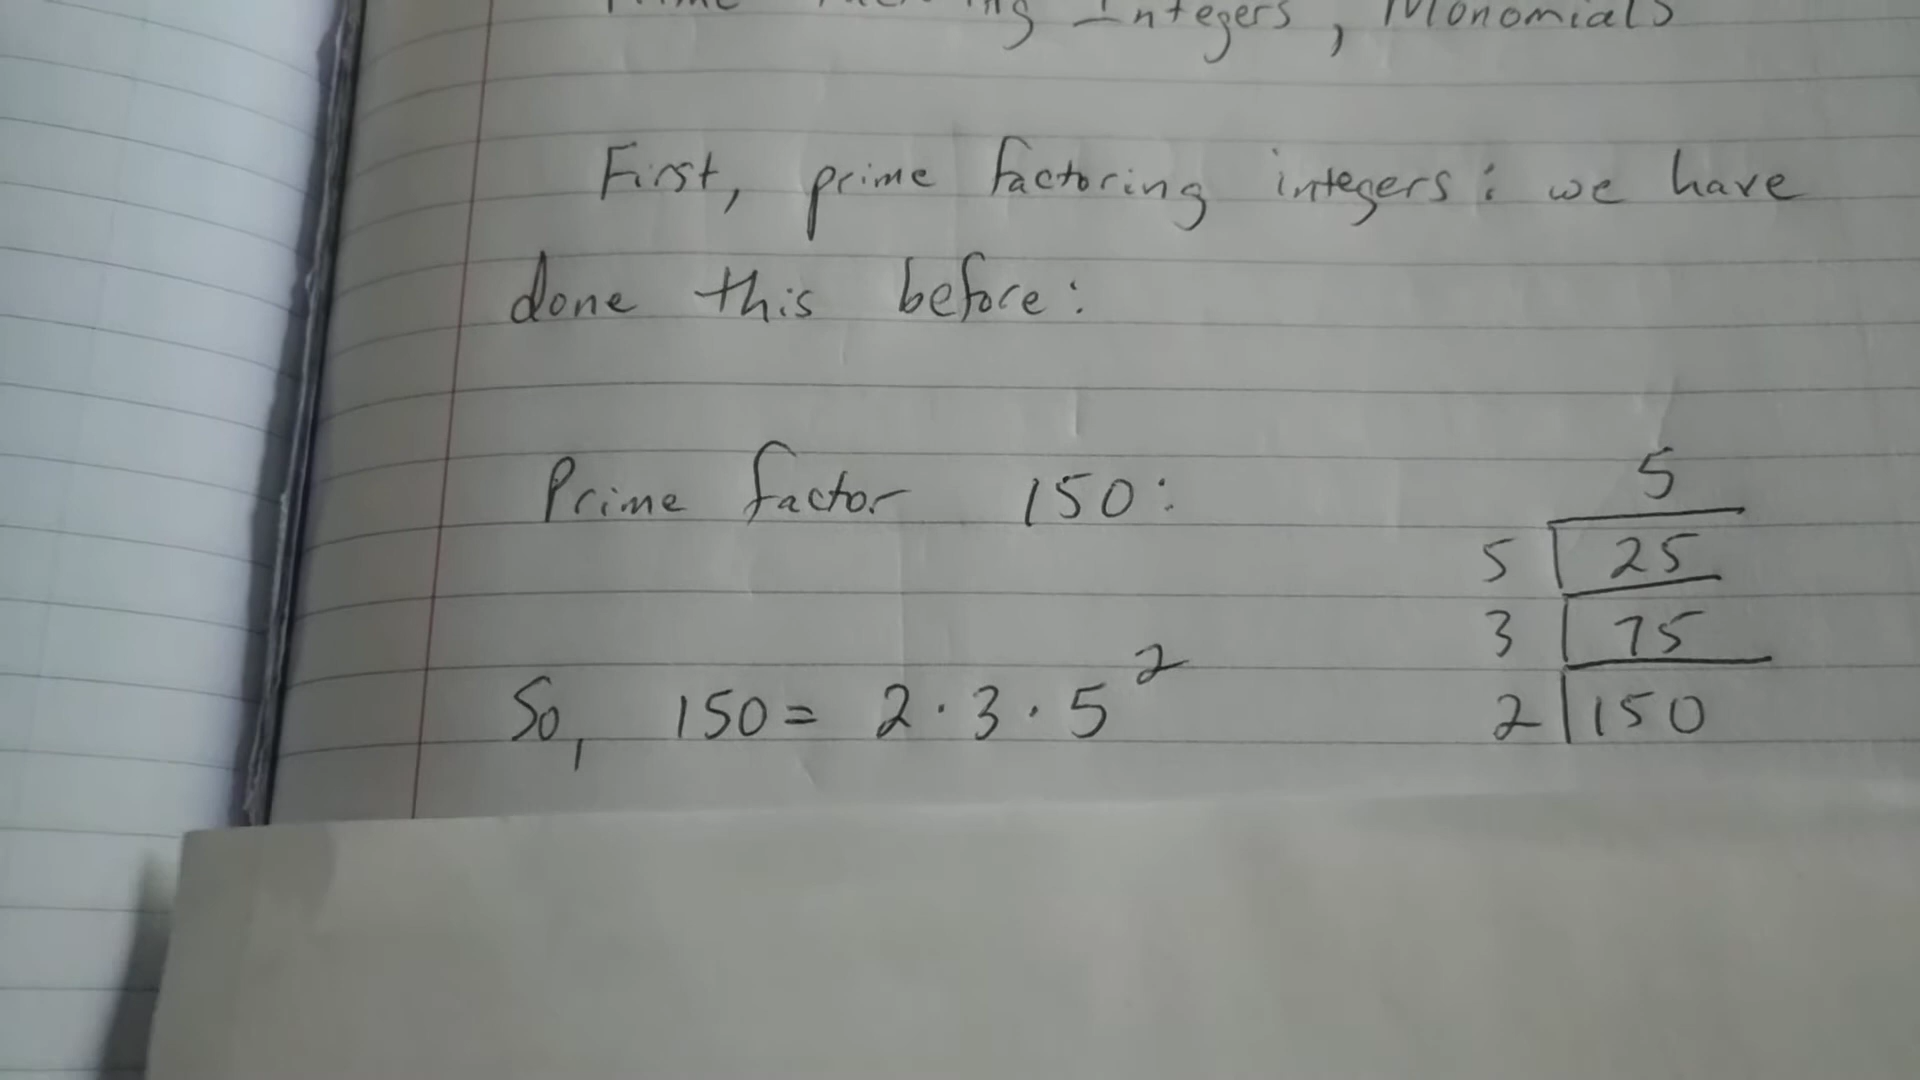 Integers, Monomials
First, prime factoring integers: we have
done this before:
Prime factor 150:
5
5 25
3 75
2 150
So, 150 = 2 · 3 · 5²